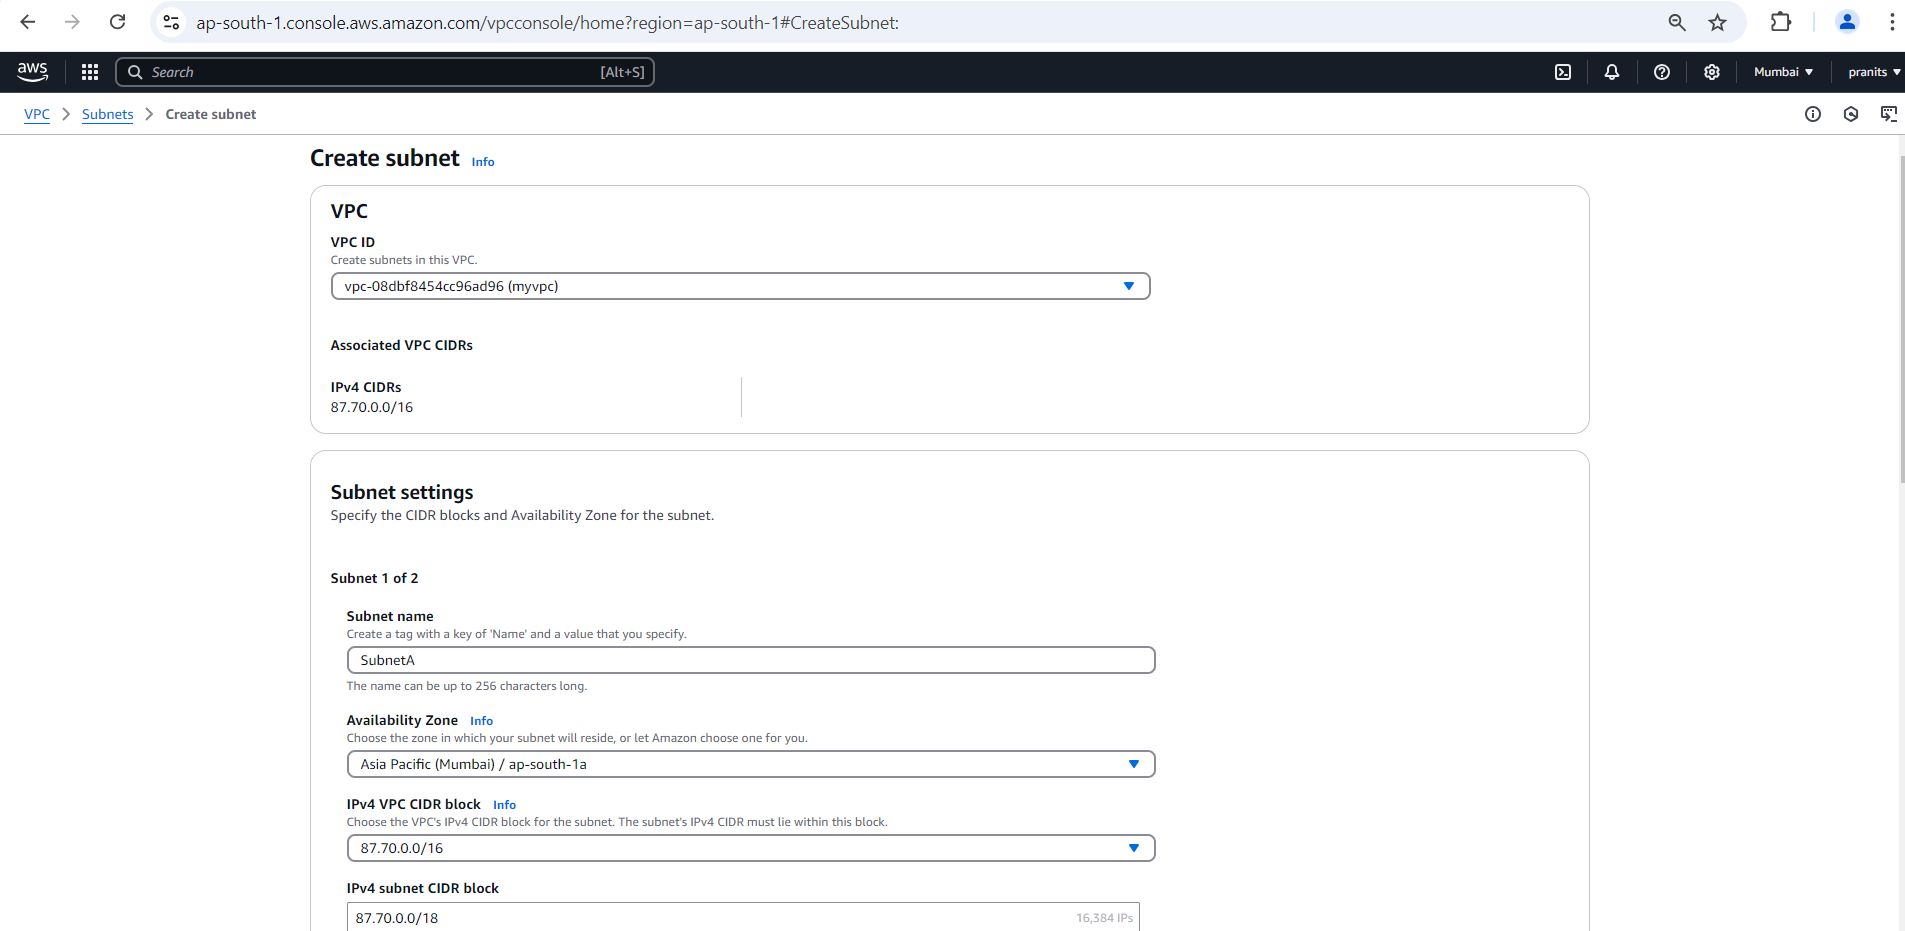 ap-south-1.console.aws.amazon.com/vpcconsole/home?region=ap-south-1#CreateSubnet:
aws Search [Alt+S] Mumbai pranits
VPC Subnets Create subnet
Create subnet Info
VPC
VPC ID
Create subnets in this VPC.
vpc-08dbf8454cc96ad96 (myvpc)
Associated VPC CIDRs
IPv4 CIDRs
87.70.0.0/16
Subnet settings
Specify the CIDR blocks and Availability Zone for the subnet.
Subnet 1 of 2
Subnet name
Create a tag with a key of 'Name' and a value that you specify.
SubnetA
The name can be up to 256 characters long.
Availability Zone Info
Choose the zone in which your subnet will reside, or let Amazon choose one for you.
Asia Pacific (Mumbai) / ap-south-1a
IPv4 VPC CIDR block Info
Choose the VPC's IPv4 CIDR block for the subnet. The subnet's IPv4 CIDR must lie within this block.
87.70.0.0/16
IPv4 subnet CIDR block
87.70.0.0/18 16,384 IPs